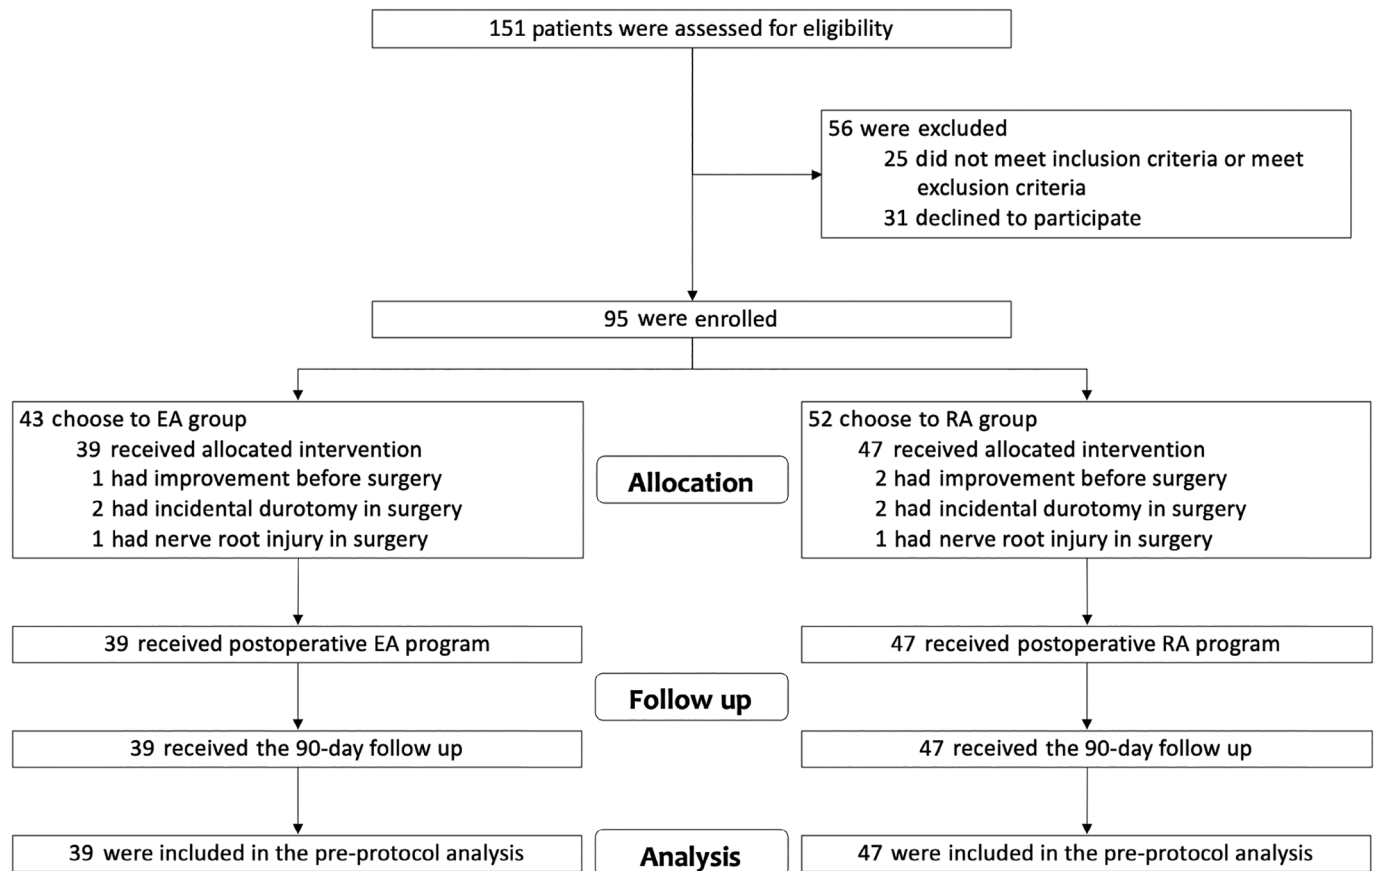 151 patients were assessed for eligibility
56 were excluded
25 did not meet inclusion criteria or meet
exclusion criteria
31 declined to participate
95 were enrolled
43 choose to EA group
39 received allocated intervention
1 had improvement before surgery
2 had incidental durotomy in surgery
1 had nerve root injury in surgery
Allocation
52 choose to RA group
47 received allocated intervention
2 had improvement before surgery
2 had incidental durotomy in surgery
1 had nerve root injury in surgery
39 received postoperative EA program
47 received postoperative RA program
Follow up
39 received the 90-day follow up
47 received the 90-day follow up
39 were included in the pre-protocol analysis
Analysis
47 were included in the pre-protocol analysis